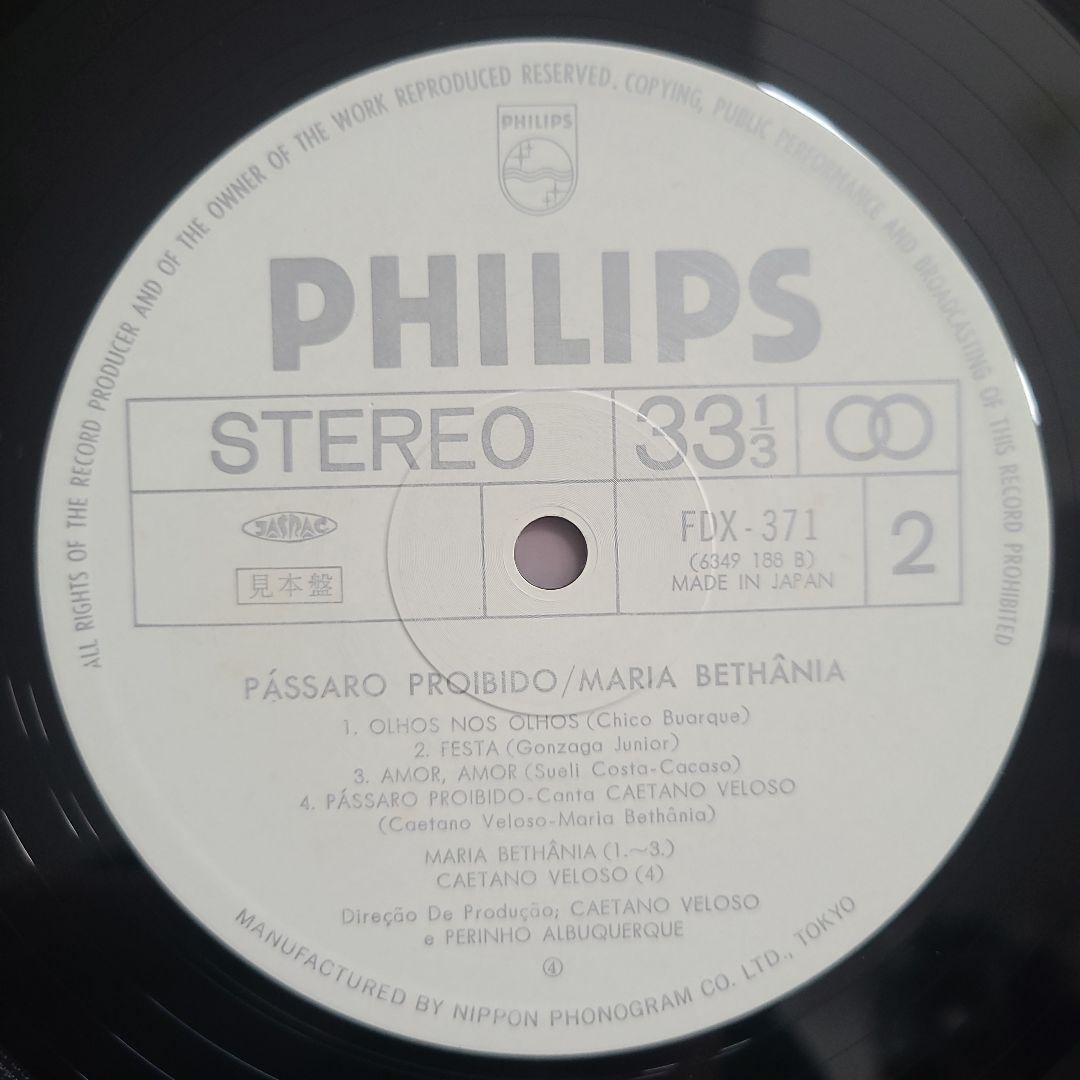 ALL RIGHTS OF THE RECORD PRODUCER AND OF THE OWNER OF THE WORK REPRODUCED RESERVED. COPYING, PUBLIC PERFORMANCE AND BROADCASTING OF THIS RECORD PROHIBITED
PHILIPS
PHILIPS
STEREO 33 1/3
JASRAC
見本盤
FDX-371
(6349 188 B)
MADE IN JAPAN
2
PÁSSARO PROIBIDO/MARIA BETHÂNIA
1. OLHOS NOS OLHOS (Chico Buarque)
2. FESTA (Gonzaga Junior)
3. AMOR, AMOR (Sueli Costa-Cacaso)
4. PÁSSARO PROIBIDO-Canta CAETANO VELOSO
(Caetano Veloso-Maria Bethânia)
MARIA BETHÂNIA (1.~3.)
CAETANO VELOSO (4)
Direção De Produção; CAETANO VELOSO
e PERINHO ALBUQUERQUE
④
MANUFACTURED BY NIPPON PHONOGRAM CO. LTD., TOKYO